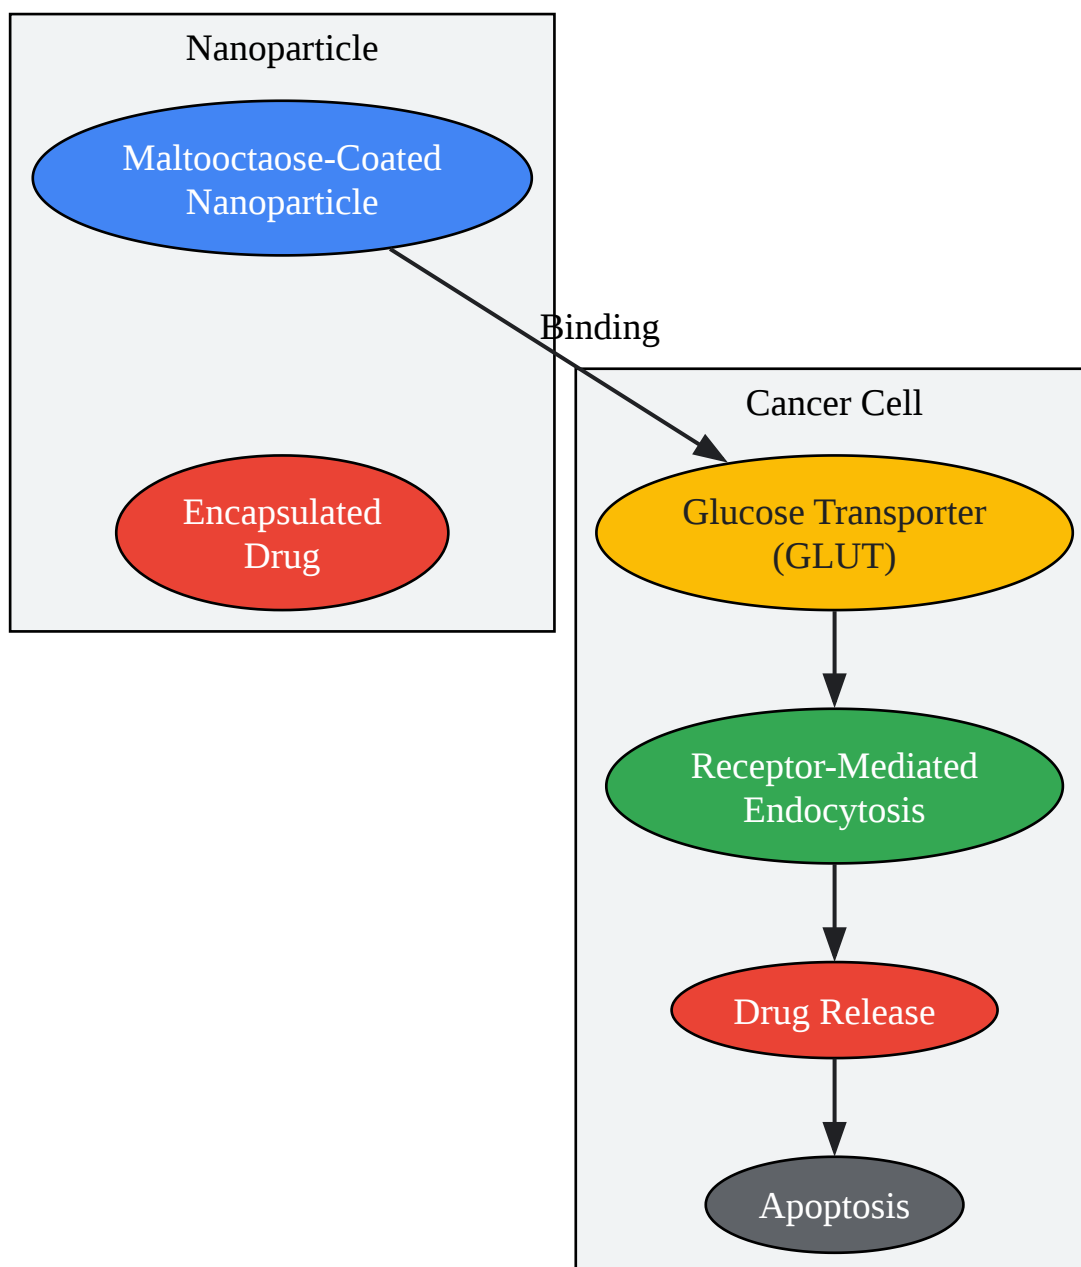 Nanoparticle
Maltooctaose-Coated
Nanoparticle
Binding
Cancer Cell
Encapsulated
Drug
Glucose Transporter
(GLUT)
Receptor-Mediated
Endocytosis
Drug Release
Apoptosis